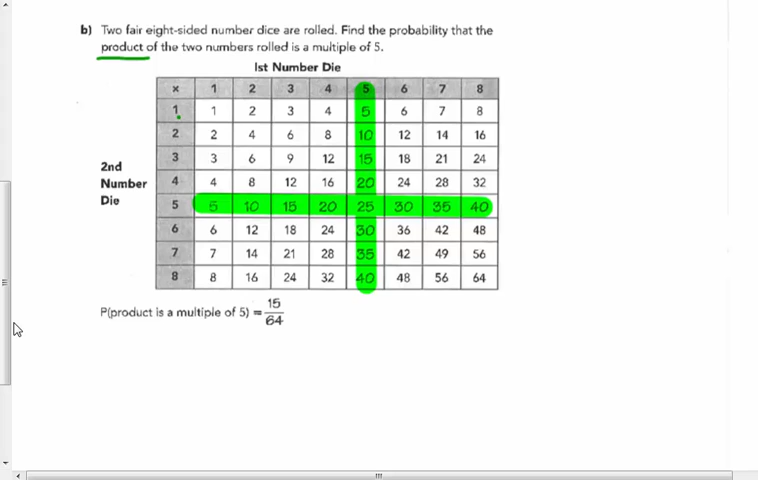 b) Two fair eight-sided number dice are rolled. Find the probability that the
product of the two numbers rolled is a multiple of 5.
Ist Number Die
x 1 2 3 4 5 6 7 8
1 1 2 3 4 5 6 7 8
2 2 4 6 8 10 12 14 16
3 3 6 9 12 15 18 21 24
2nd
Number
Die
4 4 8 12 16 20 24 28 32
5 5 10 15 20 25 30 35 40
6 6 12 18 24 30 36 42 48
7 7 14 21 28 35 42 49 56
8 8 16 24 32 40 48 56 64
P(product is a multiple of 5) = 15/64